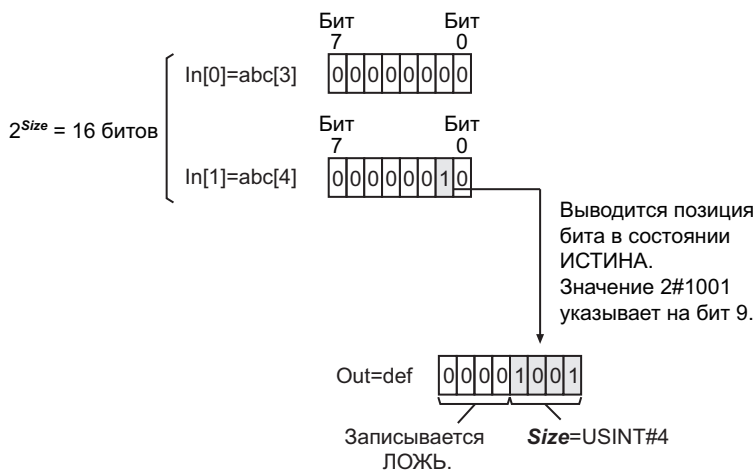 Бит Бит
7 0
In[0]=abc[3] 0 0 0 0 0 0 0 0
2Size = 16 битов
Бит Бит
7 0
In[1]=abc[4] 0 0 0 0 0 0 1 0
Выводится позиция
бита в состоянии
ИСТИНА.
Значение 2#1001
указывает на бит 9.
Out=def 0 0 0 0 1 0 0 1
Записывается Size=USINT#4
ЛОЖЬ.